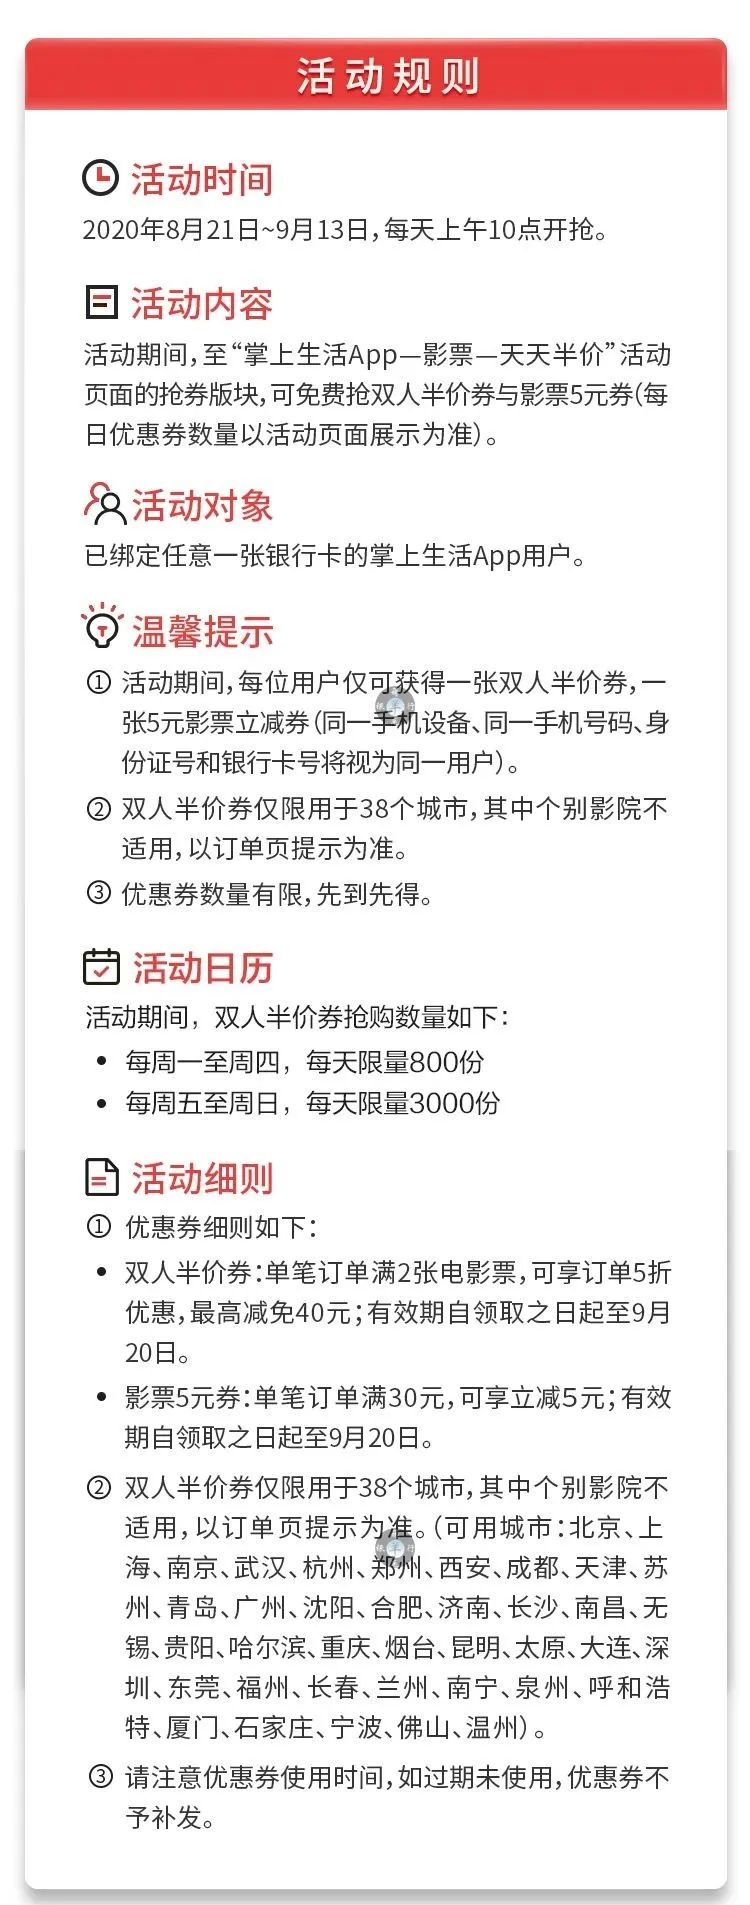 活动规则
活动时间
2020年8月21日~9月13日,每天上午10点开抢。
活动内容
活动期间,至“掌上生活App—影票—天天半价”活动
页面的抢券版块,可免费抢双人半价券与影票5元券(每
日优惠券数量以活动页面展示为准)。
活动对象
已绑定任意一张银行卡的掌上生活App用户。
温馨提示
① 活动期间,每位用户仅可获得一张双人半价券,一
张5元影票立减券(同一手机设备、同一手机号码、身
份证号和银行卡号将视为同一用户)。
② 双人半价券仅限用于38个城市,其中个别影院不
适用,以订单页提示为准。
③ 优惠券数量有限,先到先得。
活动日历
活动期间，双人半价券抢购数量如下:
• 每周一至周四，每天限量800份
• 每周五至周日，每天限量3000份
活动细则
① 优惠券细则如下:
• 双人半价券:单笔订单满2张电影票,可享订单5折
优惠,最高减免40元;有效期自领取之日起至9月
20日。
• 影票5元券:单笔订单满30元,可享立减5元;有效
期自领取之日起至9月20日。
② 双人半价券仅限用于38个城市,其中个别影院不
适用,以订单页提示为准。(可用城市:北京、上
海、南京、武汉、杭州、郑州、西安、成都、天津、苏
州、青岛、广州、沈阳、合肥、济南、长沙、南昌、无
锡、贵阳、哈尔滨、重庆、烟台、昆明、太原、大连、深
圳、东莞、福州、长春、兰州、南宁、泉州、呼和浩
特、厦门、石家庄、宁波、佛山、温州)。
③ 请注意优惠券使用时间,如过期未使用,优惠券不
予补发。